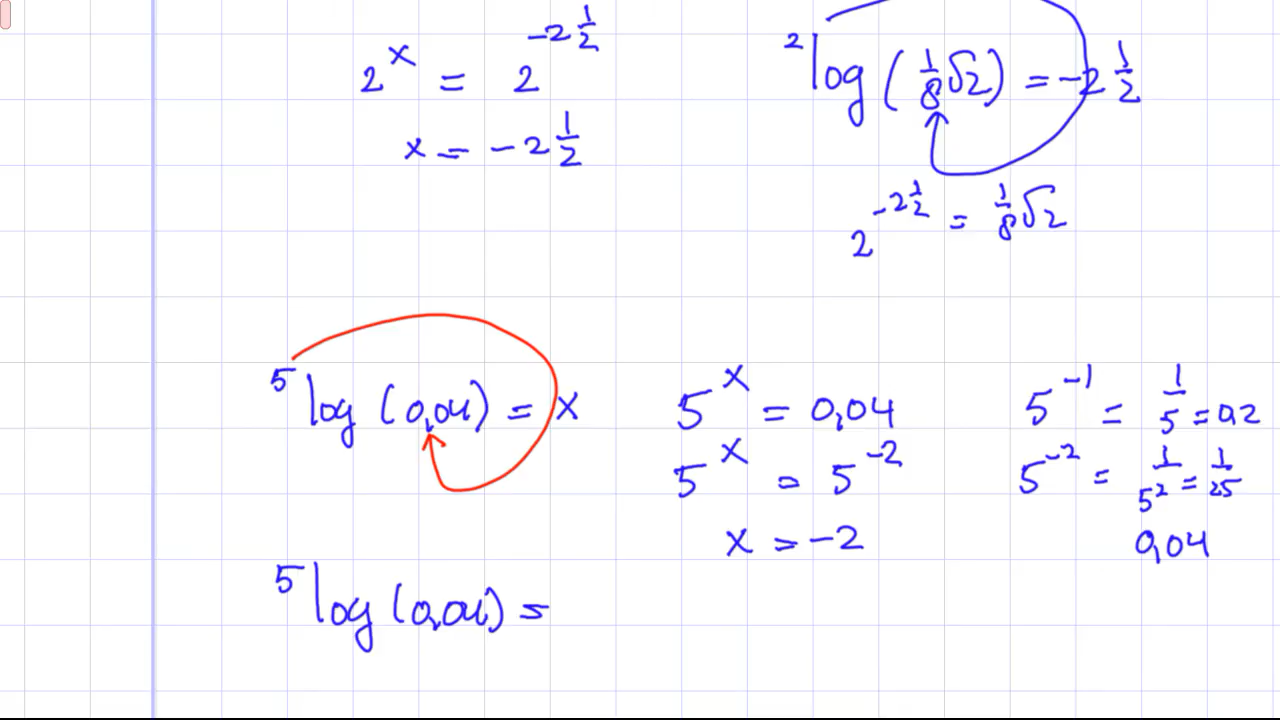 2^x = 2^{-2 1/2}
x = -2 1/2
²log (1/8 √2) = -2 1/2
2^{-2 1/2} = 1/8 √2
⁵log (0,04) = x
5^x = 0,04
5^x = 5^{-2}
x = -2
5^{-1} = 1/5 = 0,2
5^{-2} = 1/5² = 1/25
0,04
⁵log (0,04) =